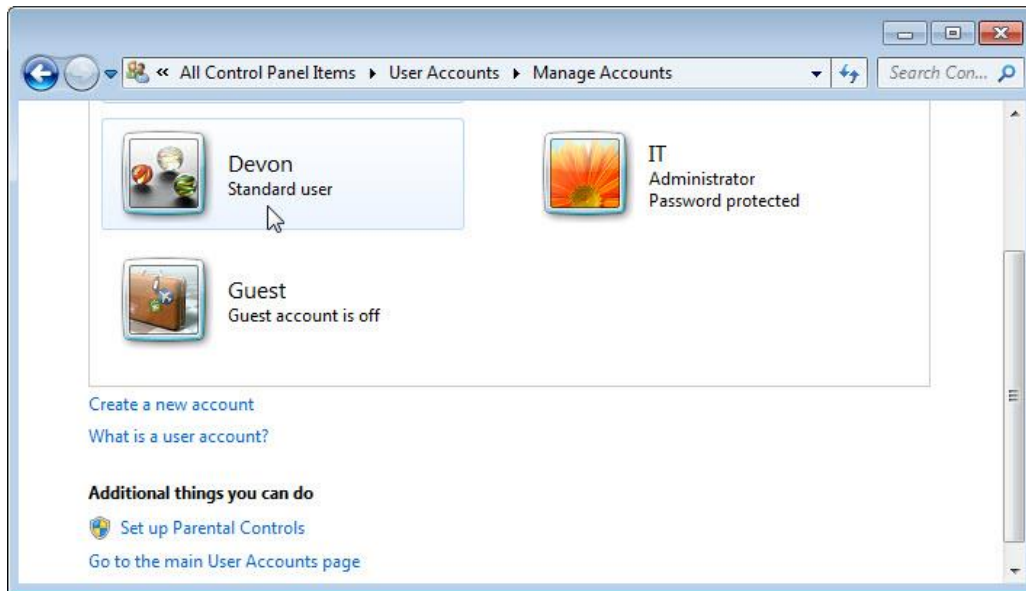 « All Control Panel Items ▸ User Accounts ▸ Manage Accounts
Search Con...
Devon
Standard user
IT
Administrator
Password protected
Guest
Guest account is off
Create a new account
What is a user account?
Additional things you can do
Set up Parental Controls
Go to the main User Accounts page